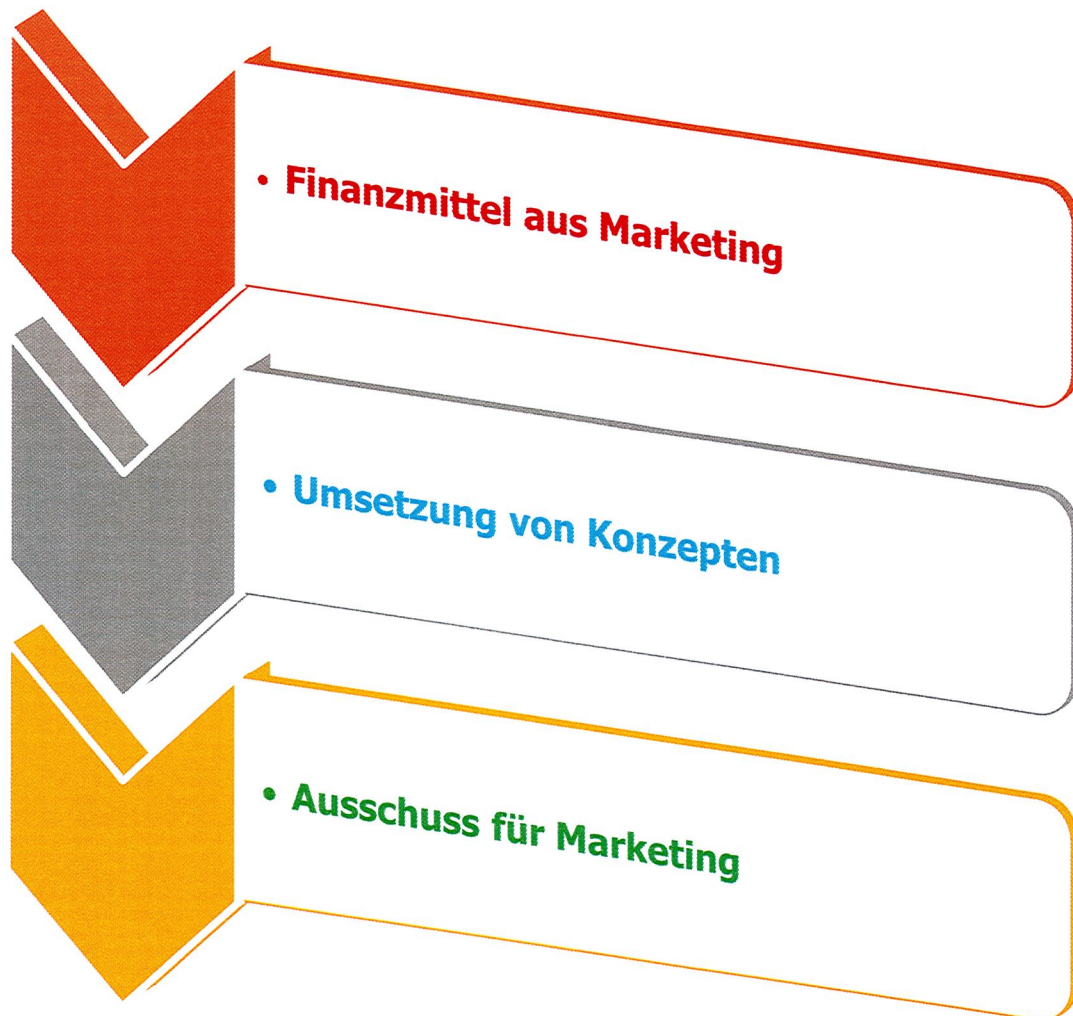 • Finanzmittel aus Marketing
• Umsetzung von Konzepten
• Ausschuss für Marketing